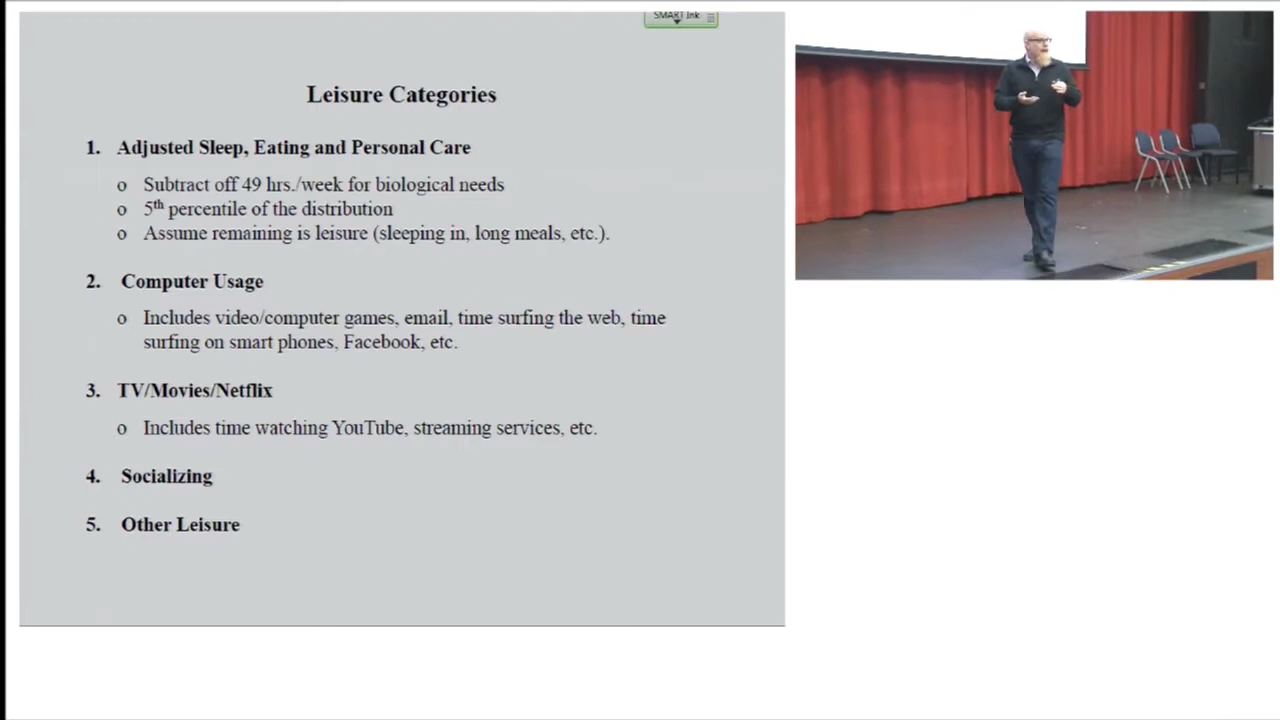 SMART Ink
Leisure Categories
1. Adjusted Sleep, Eating and Personal Care
o Subtract off 49 hrs./week for biological needs
o 5th percentile of the distribution
o Assume remaining is leisure (sleeping in, long meals, etc.).
2. Computer Usage
o Includes video/computer games, email, time surfing the web, time
surfing on smart phones, Facebook, etc.
3. TV/Movies/Netflix
o Includes time watching YouTube, streaming services, etc.
4. Socializing
5. Other Leisure